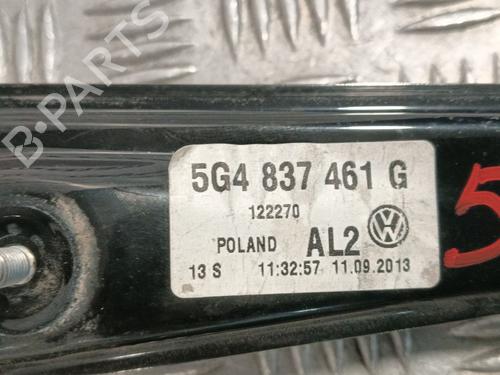 5G4 837 461 G
122270
POLAND AL2
13 S 11:32:57 11.09.2013
5
B-PARTS